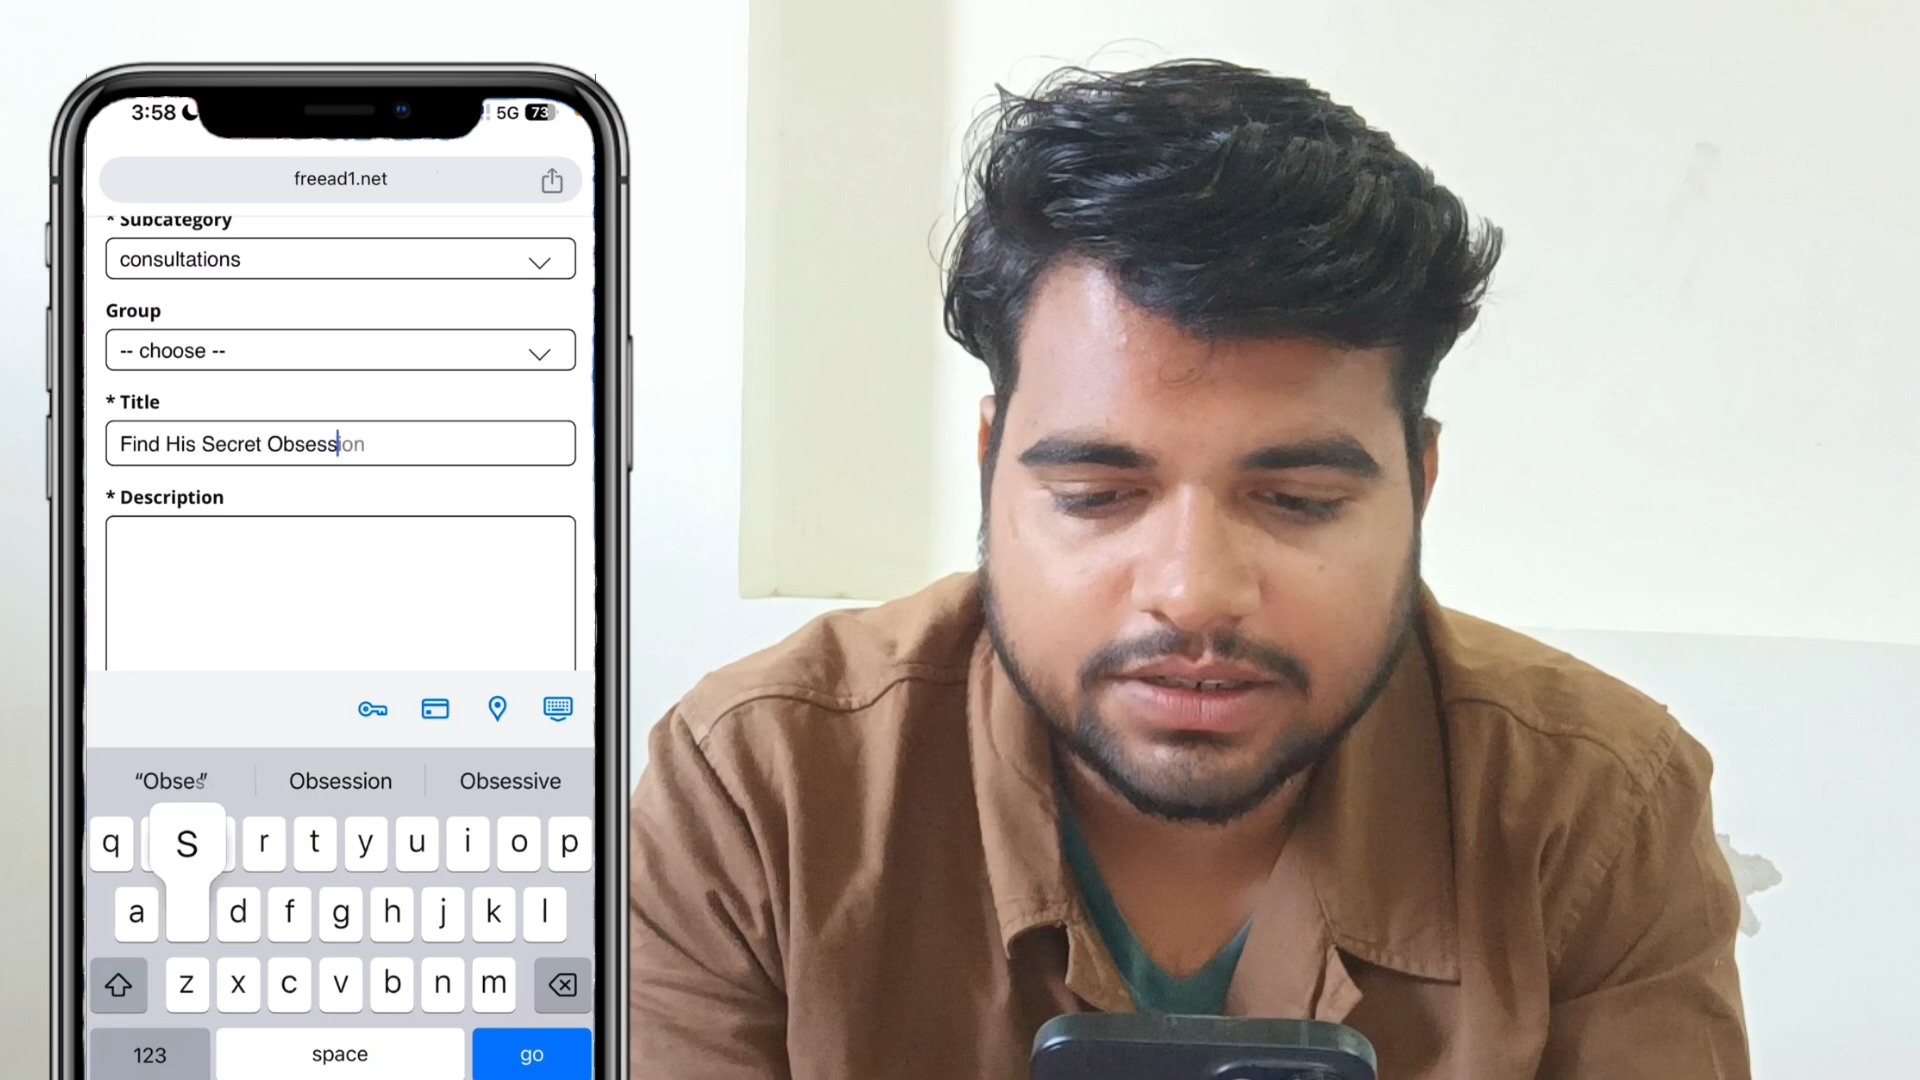 3:58 5G 73
freead1.net
* Subcategory
consultations
Group
-- choose --
* Title
Find His Secret Obsession
* Description
“Obses” Obsession Obsessive
q S r t y u i o p
a d f g h j k l
z x c v b n m
123 space go